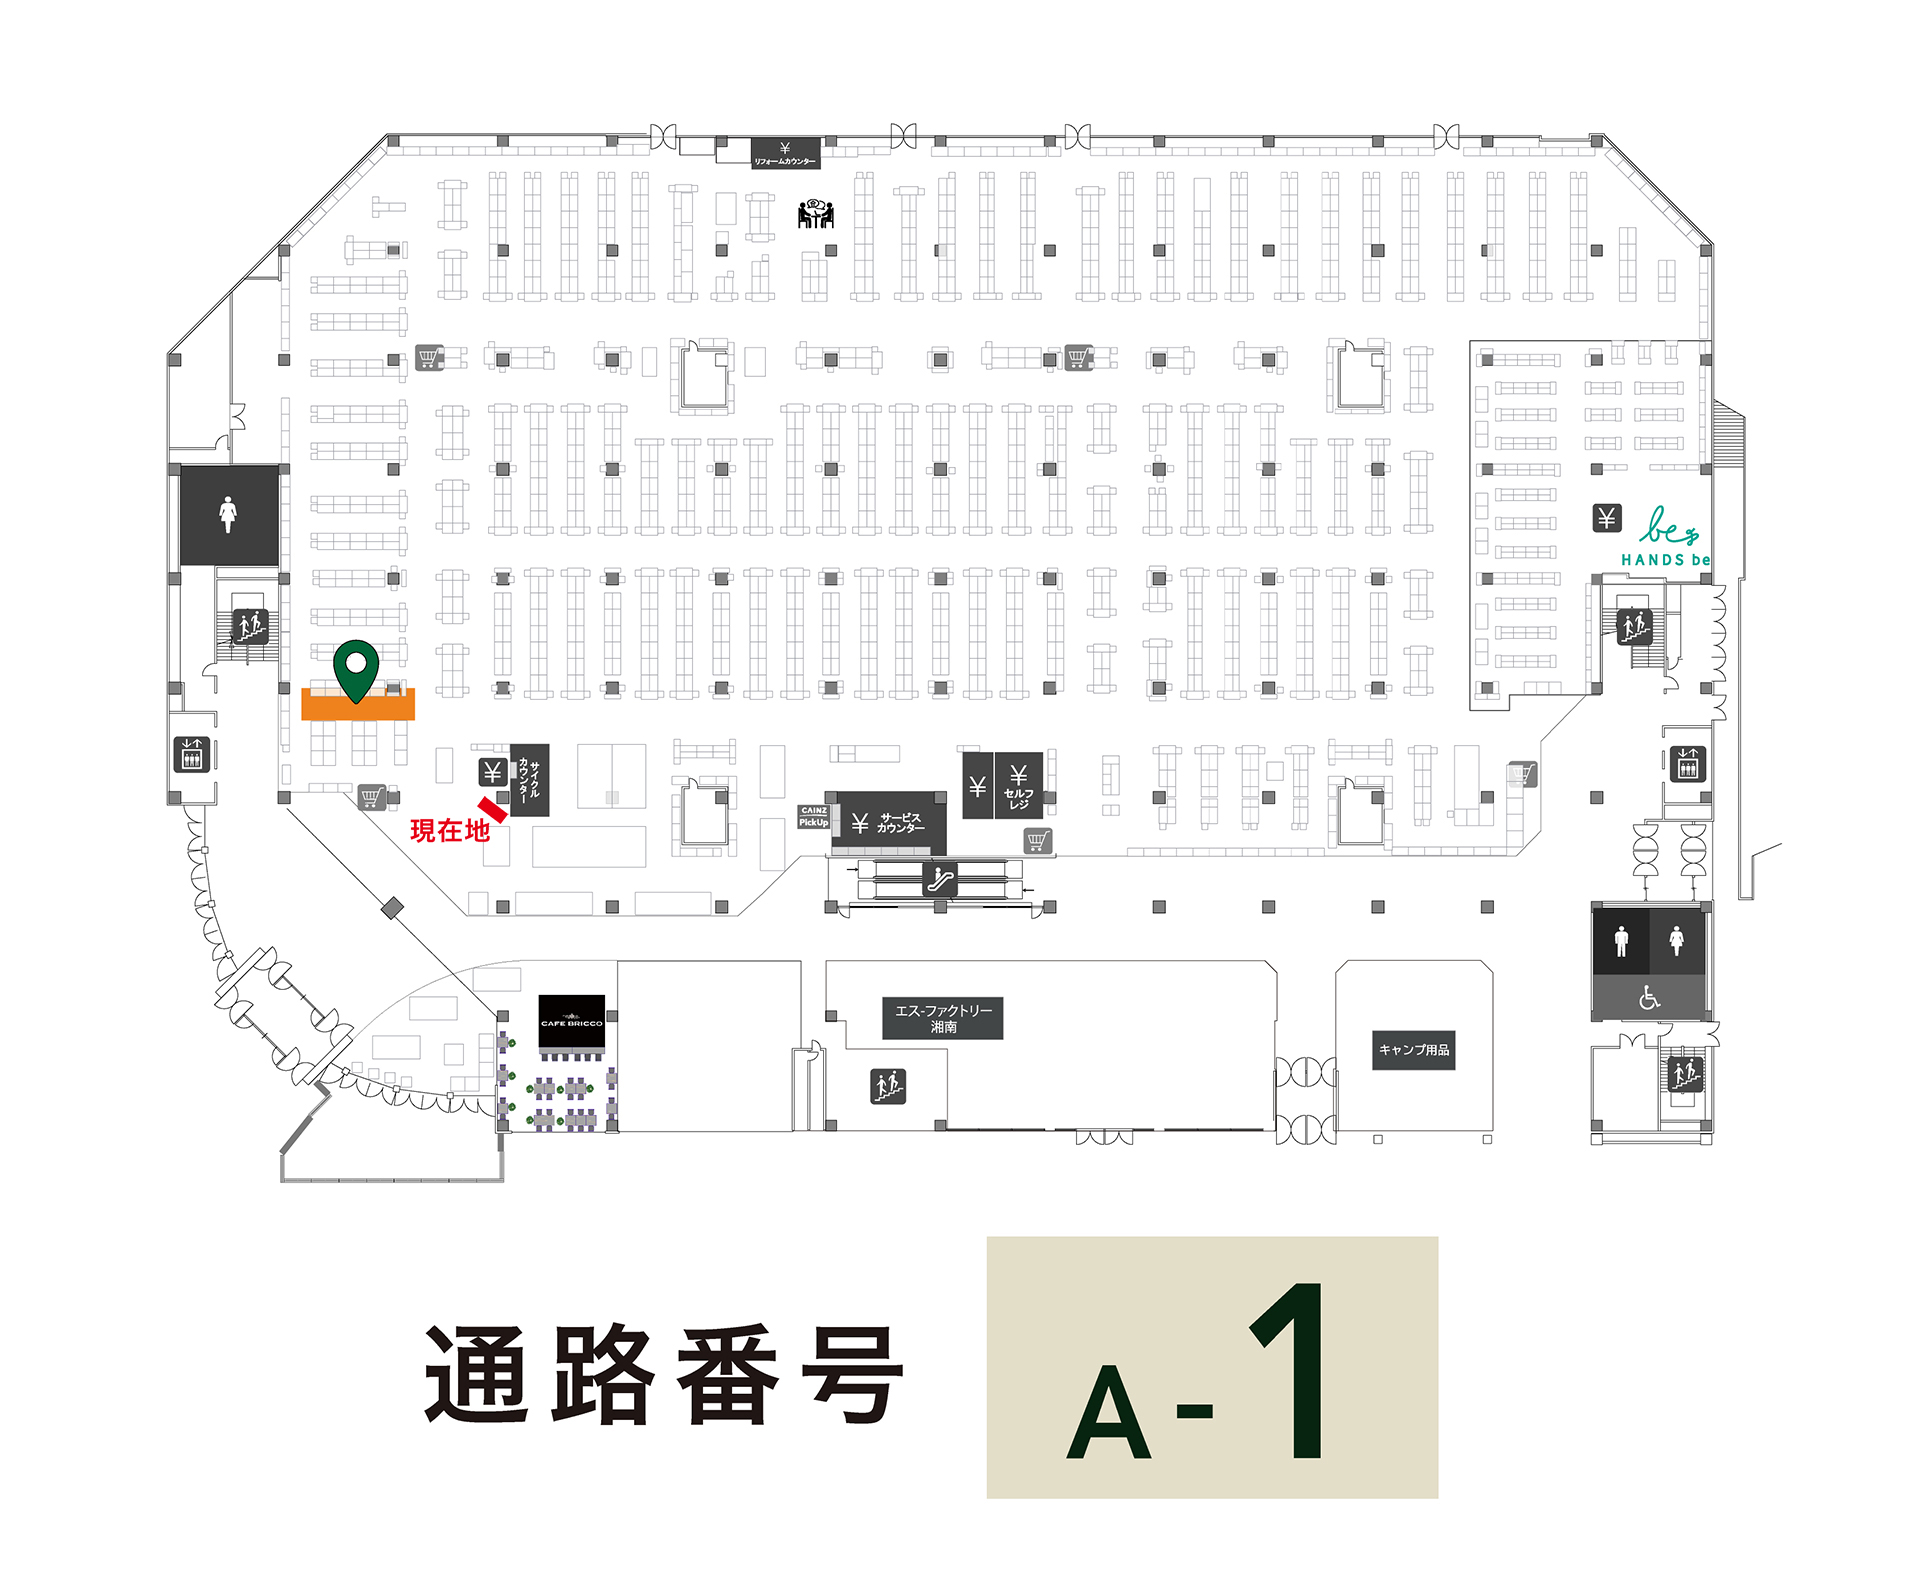 ¥
リフォームカウンター
¥
be
HANDS be
¥
サイクル
カウンター
現在地
CAINZ
PickUp
¥
サービス
カウンター
¥
¥
セルフ
レジ
CAFE BRICCO
エス-ファクトリー
湘南
キャンプ用品
通路番号
A-1